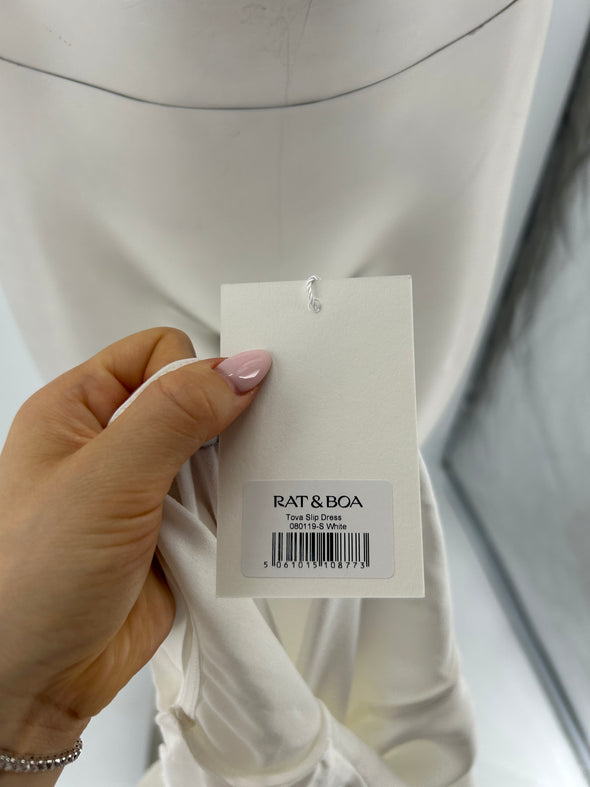 RAT & BOA
Tova Slip Dress
080119-S White
5 061015 108773